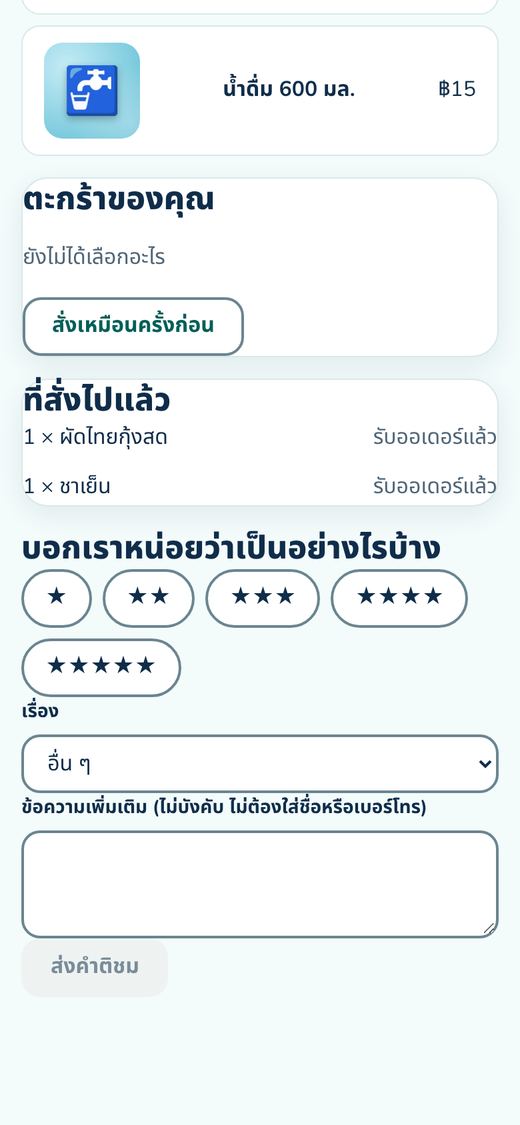 น้ำดื่ม 600 มล. ฿15
ตะกร้าของคุณ
ยังไม่ได้เลือกอะไร
สั่งเหมือนครั้งก่อน
ที่สั่งไปแล้ว
1 × ผัดไทยกุ้งสด รับออเดอร์แล้ว
1 × ชาเย็น รับออเดอร์แล้ว
บอกเราหน่อยว่าเป็นอย่างไรบ้าง
★ ★★ ★★★ ★★★★
★★★★★
เรื่อง
อื่น ๆ
ข้อความเพิ่มเติม (ไม่บังคับ ไม่ต้องใส่ชื่อหรือเบอร์โทร)
ส่งคำติชม